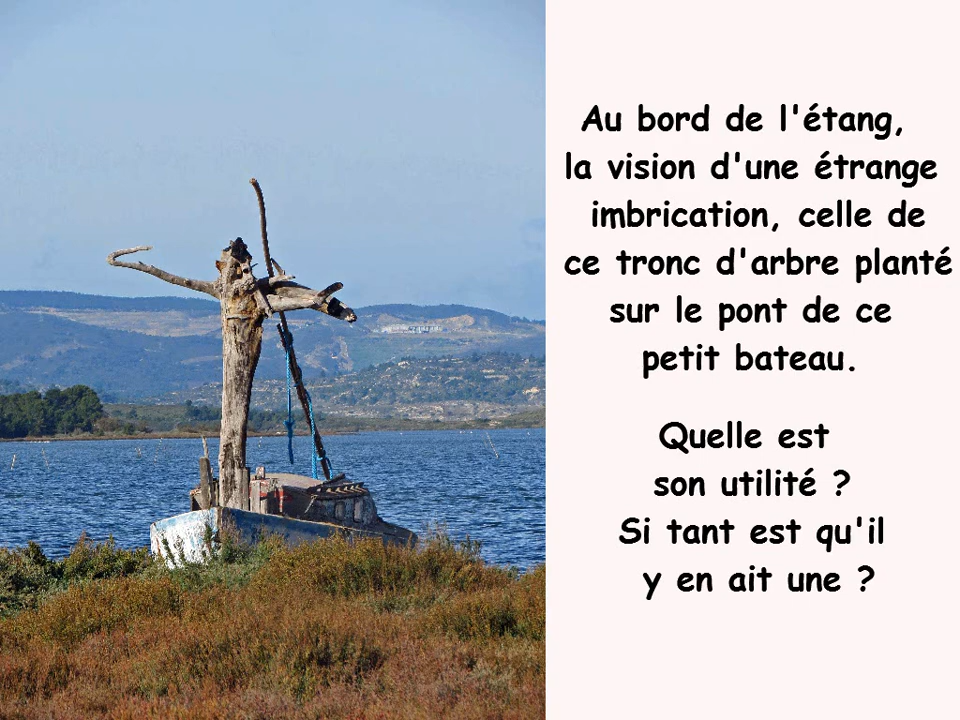 Au bord de l'étang,
la vision d'une étrange
imbrication, celle de
ce tronc d'arbre planté
sur le pont de ce
petit bateau.
Quelle est
son utilité ?
Si tant est qu'il
y en ait une ?